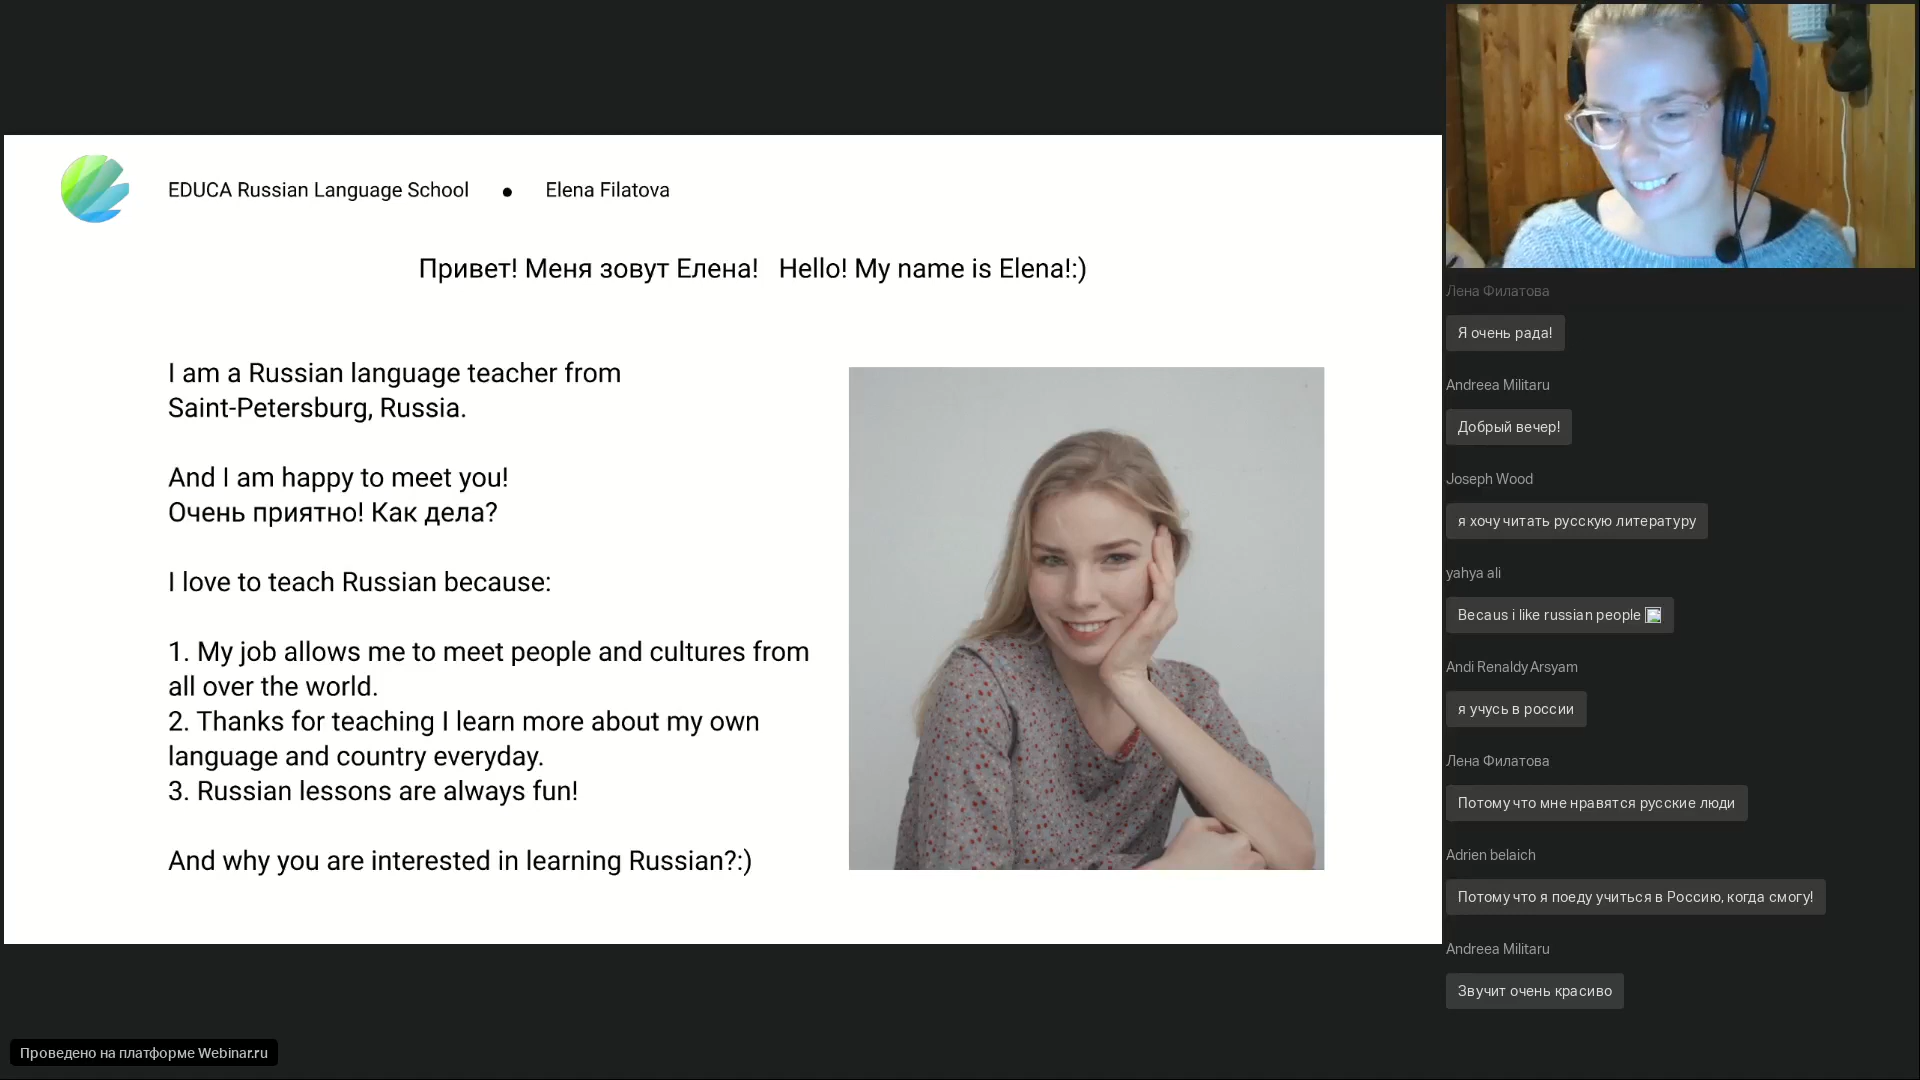 EDUCA Russian Language School • Elena Filatova
Привет! Меня зовут Елена! Hello! My name is Elena!:)
I am a Russian language teacher from
Saint-Petersburg, Russia.
And I am happy to meet you!
Очень приятно! Как дела?
I love to teach Russian because:
1. My job allows me to meet people and cultures from
all over the world.
2. Thanks for teaching I learn more about my own
language and country everyday.
3. Russian lessons are always fun!
And why you are interested in learning Russian?:)
Лена Филатова
Я очень рада!
Andreea Militaru
Добрый вечер!
Joseph Wood
я хочу читать русскую литературу
yahya ali
Becaus i like russian people
Andi Renaldy Arsyam
я учусь в россии
Лена Филатова
Потому что мне нравятся русские люди
Adrien belaich
Потому что я поеду учиться в Россию, когда смогу!
Andreea Militaru
Звучит очень красиво
Проведено на платформе Webinar.ru